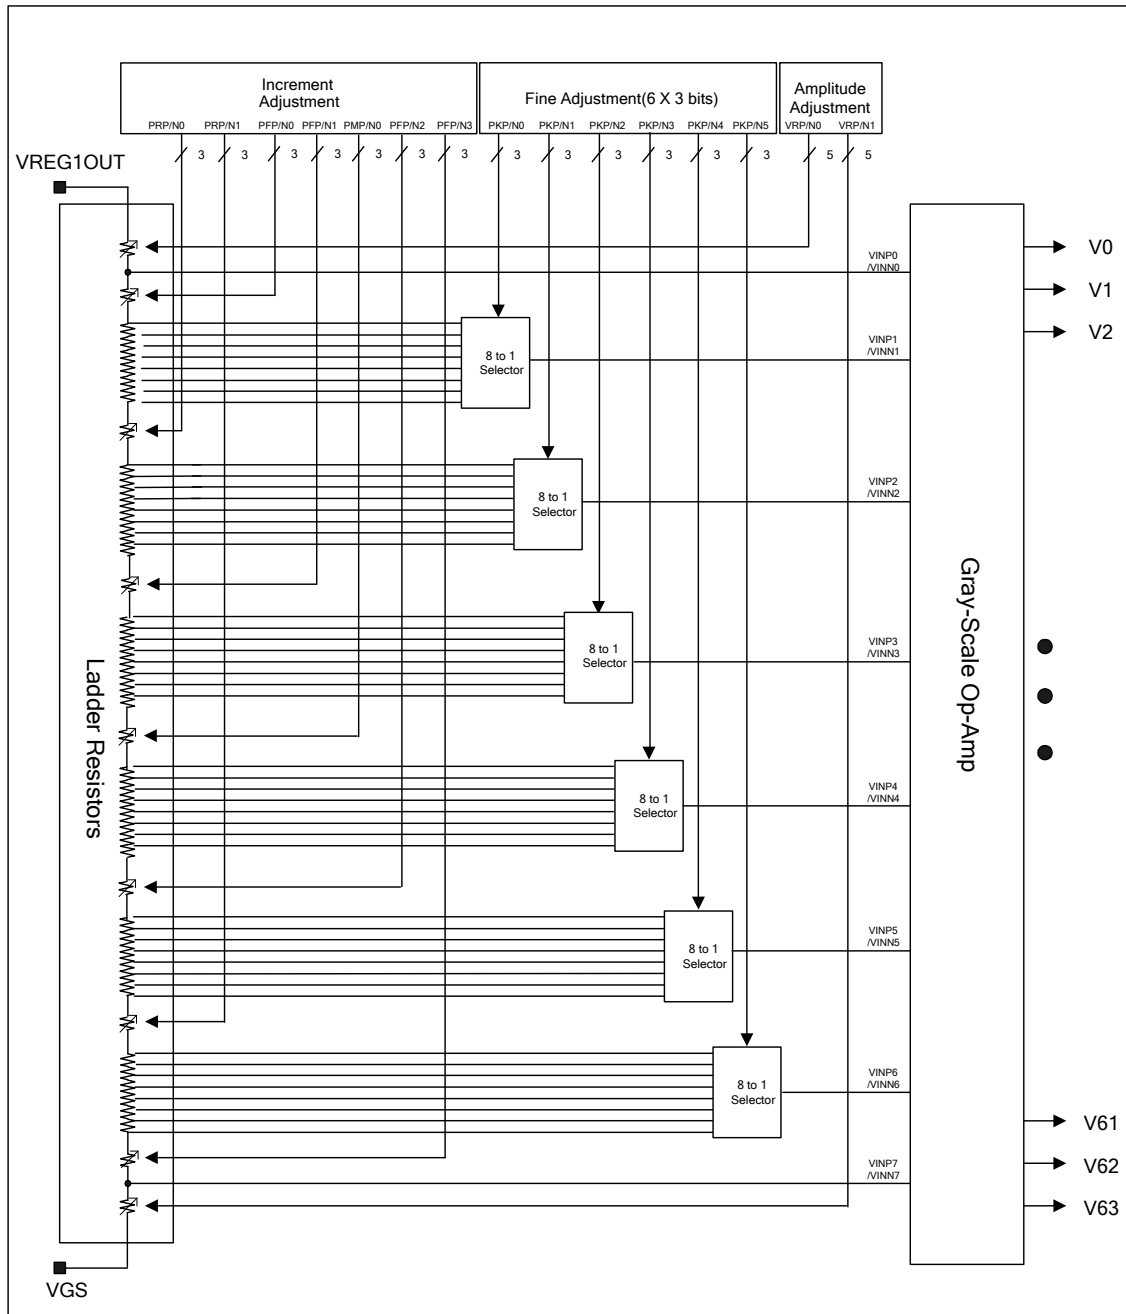 Increment
Adjustment
Fine Adjustment(6 X 3 bits)
Amplitude
Adjustment
PRP/N0 PRP/N1 PFP/N0 PFP/N1 PMP/N0 PFP/N2 PFP/N3 PKP/N0 PKP/N1 PKP/N2 PKP/N3 PKP/N4 PKP/N5 VRP/N0 VRP/N1
3 3 3 3 3 3 3 3 3 3 3 3 3 5 5
VREG1OUT
VINP0
/VINN0
V0
V1
V2
8 to 1
Selector
VINP1
/VINN1
8 to 1
Selector
VINP2
/VINN2
8 to 1
Selector
VINP3
/VINN3
Ladder Resistors
Gray-Scale Op-Amp
8 to 1
Selector
VINP4
/VINN4
8 to 1
Selector
VINP5
/VINN5
8 to 1
Selector
VINP6
/VINN6
VINP7
/VINN7
V61
V62
V63
VGS